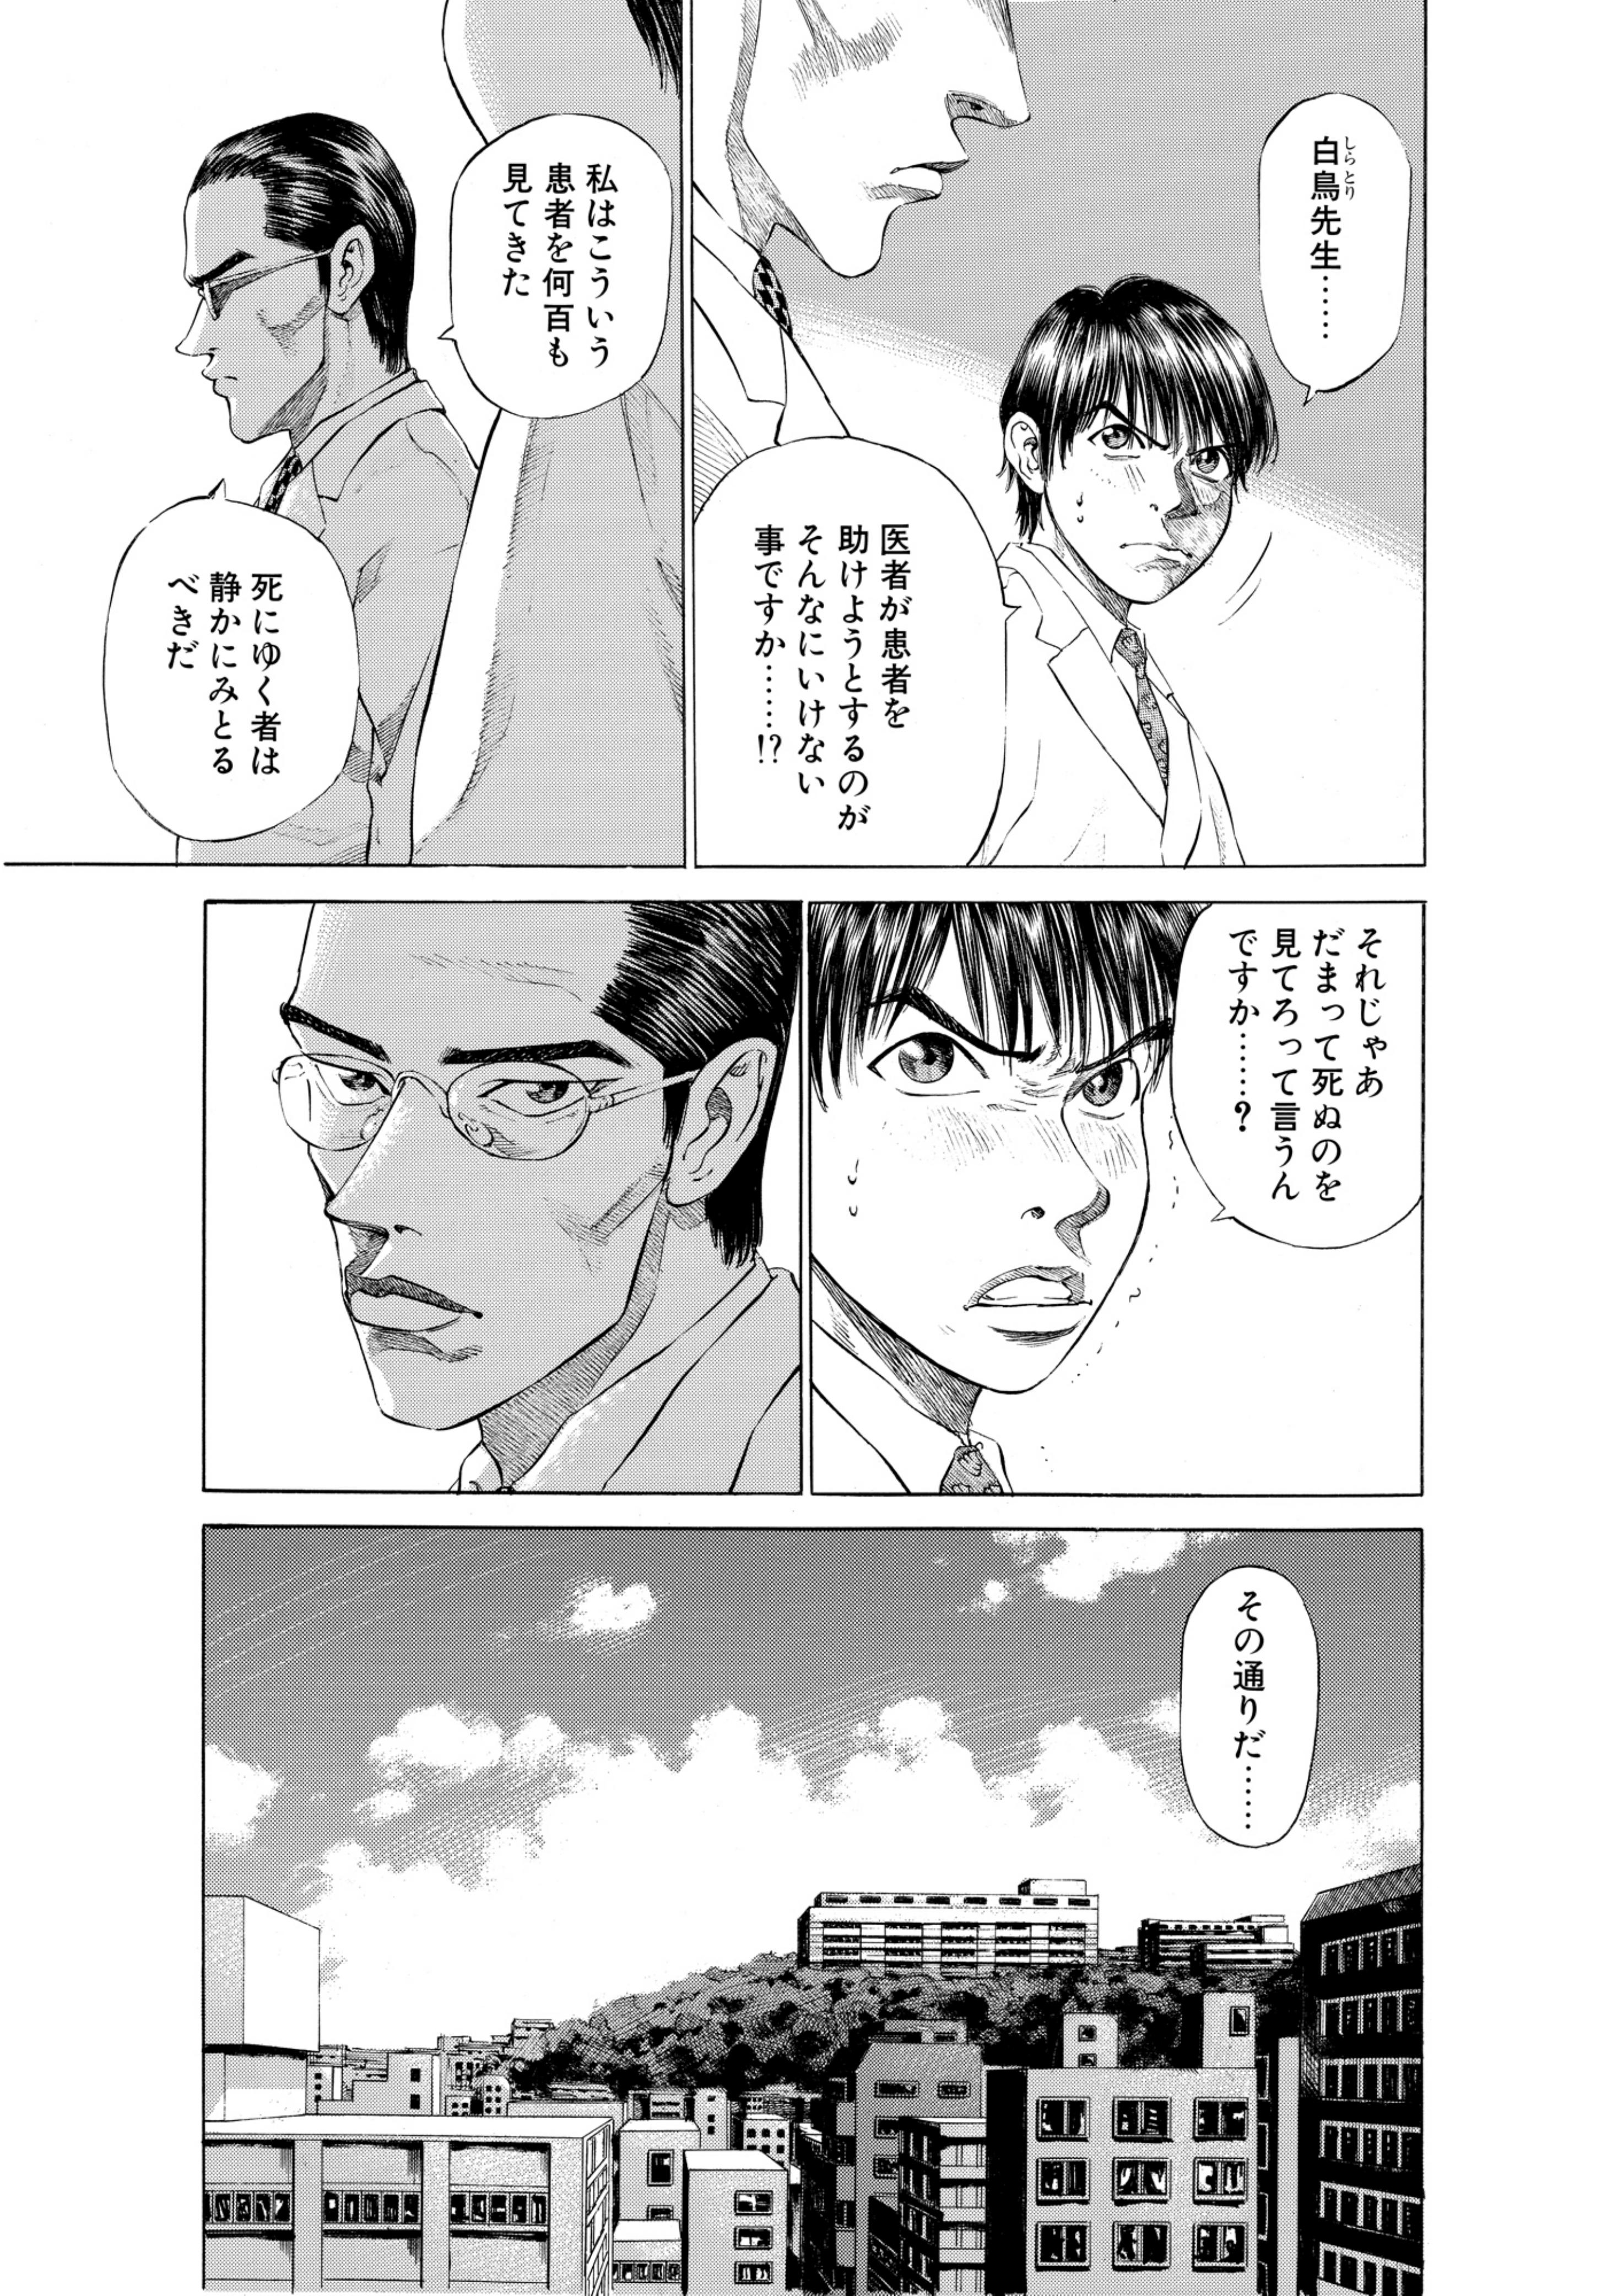 白鳥先生……
しらとり
医者が患者を
助けようとするのが
そんなにいけない
事ですか……!?
私はこういう
患者を何百も
見てきた
死にゆく者は
静かにみとる
べきだ
それじゃあ
だまって死ぬのを
見てろって言うん
ですか……?
その通りだ……